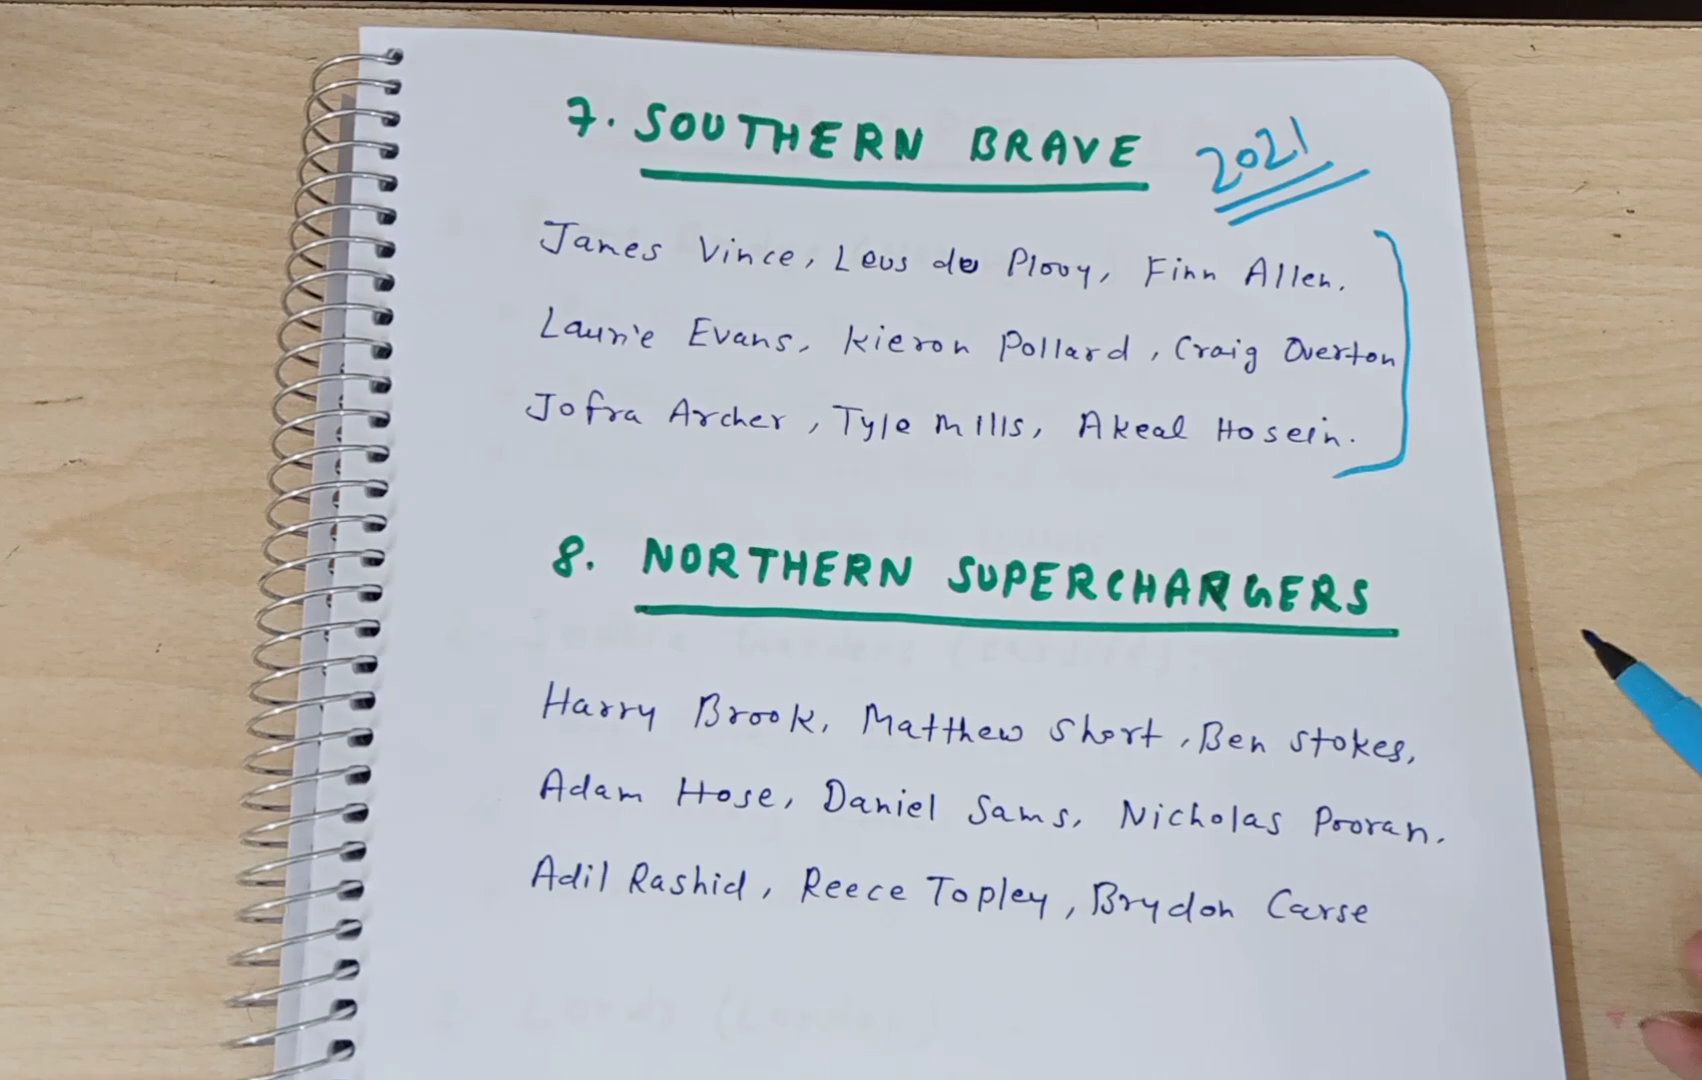 7. SOUTHERN BRAVE 2021
James Vince, Leus de Plooy, Finn Allen.
Laurie Evans, Kieron Pollard, Craig Overton
Jofra Archer, Tyle Mills, Akeal Hosein.
8. NORTHERN SUPERCHARGERS
Harry Brook, Matthew Short, Ben Stokes,
Adam Hose, Daniel Sams, Nicholas Pooran.
Adil Rashid, Reece Topley, Brydon Carse